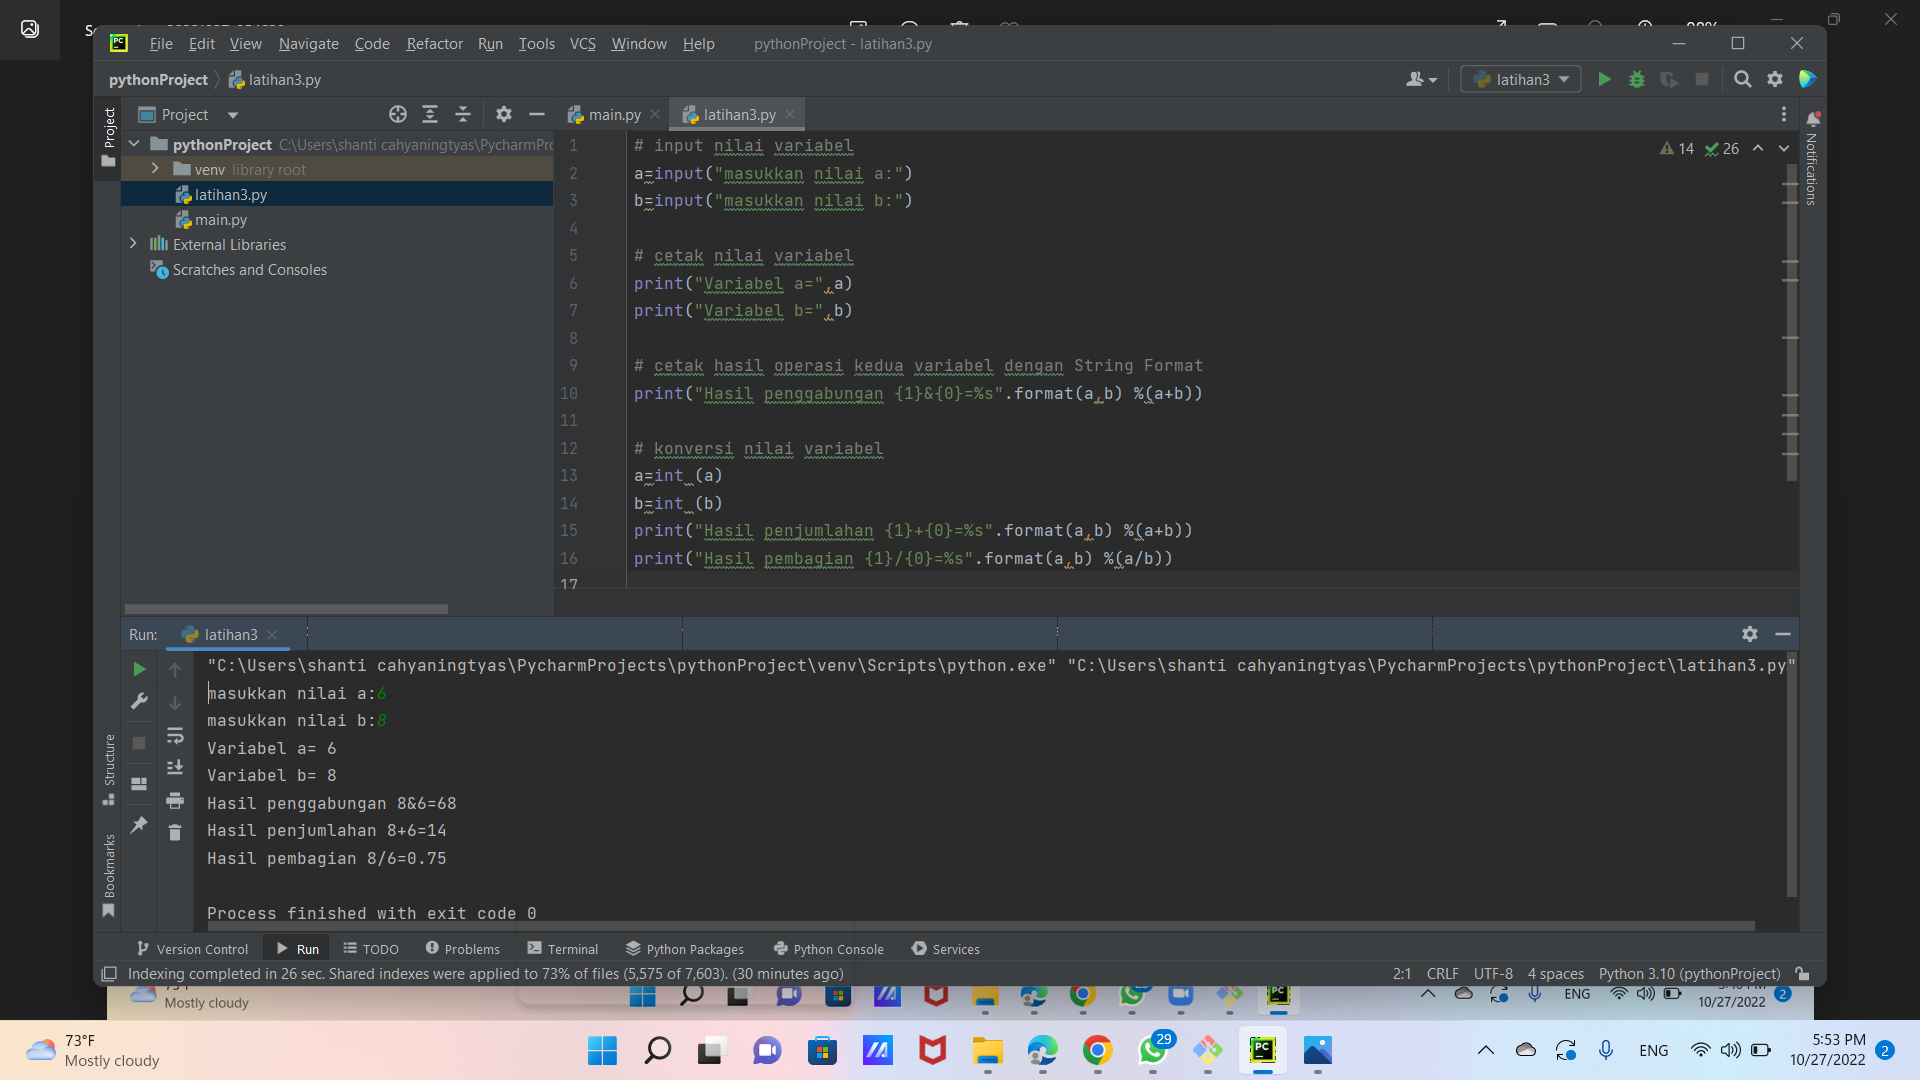 File Edit View Navigate Code Refactor Run Tools VCS Window Help pythonProject - latihan3.py
pythonProject latihan3.py latihan3
Project main.py latihan3.py
Project
pythonProject C:\Users\shanti cahyaningtyas\PycharmPro
venv library root
latihan3.py
main.py
External Libraries
Scratches and Consoles
14 26
Notifications
1 # input nilai variabel
2 a=input("masukkan nilai a:")
3 b=input("masukkan nilai b:")
4
5 # cetak nilai variabel
6 print("Variabel a=",a)
7 print("Variabel b=",b)
8
9 # cetak hasil operasi kedua variabel dengan String Format
10 print("Hasil penggabungan {1}&{0}=%s".format(a,b) %(a+b))
11
12 # konversi nilai variabel
13 a=int (a)
14 b=int (b)
15 print("Hasil penjumlahan {1}+{0}=%s".format(a,b) %(a+b))
16 print("Hasil pembagian {1}/{0}=%s".format(a,b) %(a/b))
17
Run: latihan3
"C:\Users\shanti cahyaningtyas\PycharmProjects\pythonProject\venv\Scripts\python.exe" "C:\Users\shanti cahyaningtyas\PycharmProjects\pythonProject\latihan3.py"
masukkan nilai a:6
masukkan nilai b:8
Variabel a= 6
Variabel b= 8
Hasil penggabungan 8&6=68
Hasil penjumlahan 8+6=14
Hasil pembagian 8/6=0.75
Process finished with exit code 0
Structure
Bookmarks
Version Control Run TODO Problems Terminal Python Packages Python Console Services
Indexing completed in 26 sec. Shared indexes were applied to 73% of files (5,575 of 7,603). (30 minutes ago) 2:1 CRLF UTF-8 4 spaces Python 3.10 (pythonProject)
Mostly cloudy ENG 10/27/2022 2
73°F
Mostly cloudy
PC
29
ENG
5:53 PM
10/27/2022
2